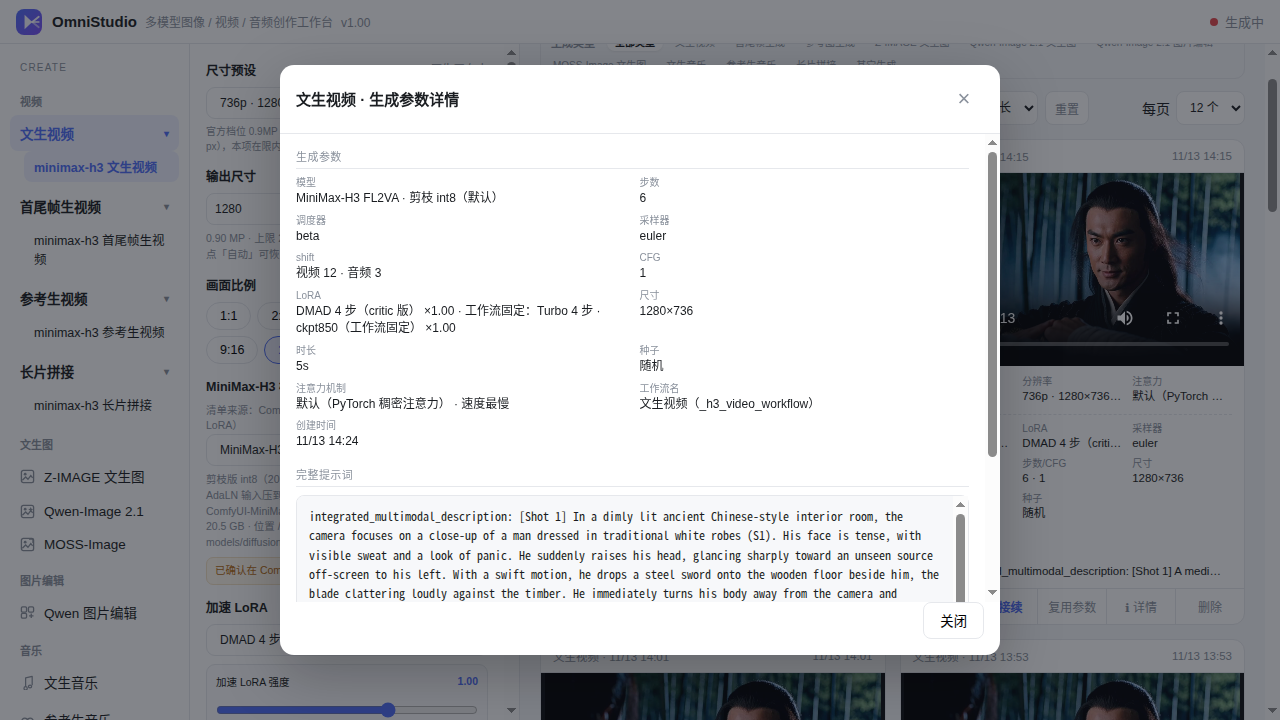 OmniStudio 多模型图像 / 视频 / 音频创作工作台 v1.00
生成中
CREATE
视频
文生视频
minimax-h3 文生视频
首尾帧生视频
minimax-h3 首尾帧生视
频
参考生视频
minimax-h3 参考生视频
长片拼接
minimax-h3 长片拼接
文生图
Z-IMAGE 文生图
Qwen-Image 2.1
MOSS-Image
图片编辑
Qwen 图片编辑
音乐
文生音乐
参考生音乐
尺寸预设
736p · 1280
官方档位 0.9MP
px），本项在限内
输出尺寸
1280
0.90 MP · 上限
点「自动」可恢
画面比例
1:1
9:16
MiniMax-H3
清单来源：Com
LoRA）
MiniMax-H3
剪枝版 int8（20
AdaLN 输入压到
ComfyUI-MiniMa
20.5 GB · 位置
models/diffusion
已确认在 Com
加速 LoRA
DMAD 4 步
加速 LoRA 强度
1.00
文生视频 · 生成参数详情
×
生成参数
模型
MiniMax-H3 FL2VA · 剪枝 int8（默认）
步数
6
调度器
beta
采样器
euler
shift
视频 12 · 音频 3
CFG
1
LoRA
DMAD 4 步（critic 版） ×1.00 · 工作流固定：Turbo 4 步 ·
ckpt850（工作流固定） ×1.00
尺寸
1280×736
时长
5s
种子
随机
注意力机制
默认（PyTorch 稠密注意力） · 速度最慢
工作流名
文生视频（_h3_video_workflow）
创建时间
11/13 14:24
完整提示词
integrated_multimodal_description: [Shot 1] In a dimly lit ancient Chinese-style interior room, the
camera focuses on a close-up of a man dressed in traditional white robes (S1). His face is tense, with
visible sweat and a look of panic. He suddenly raises his head, glancing sharply toward an unseen source
off-screen to his left. With a swift motion, he drops a steel sword onto the wooden floor beside him, the
blade clattering loudly against the timber. He immediately turns his body away from the camera and
关闭
长
重置
每页
12 个
14:15
11/13 14:15
13
分辨率
736p · 1280×736…
注意力
默认（PyTorch …
LoRA
DMAD 4 步（criti…
采样器
euler
步数/CFG
6 · 1
尺寸
1280×736
种子
随机
l_multimodal_description: [Shot 1] A medi…
接续
复用参数
ℹ 详情
删除
文生视频 · 11/13 14:01
11/13 14:01
文生视频 · 11/13 13:53
11/13 13:53